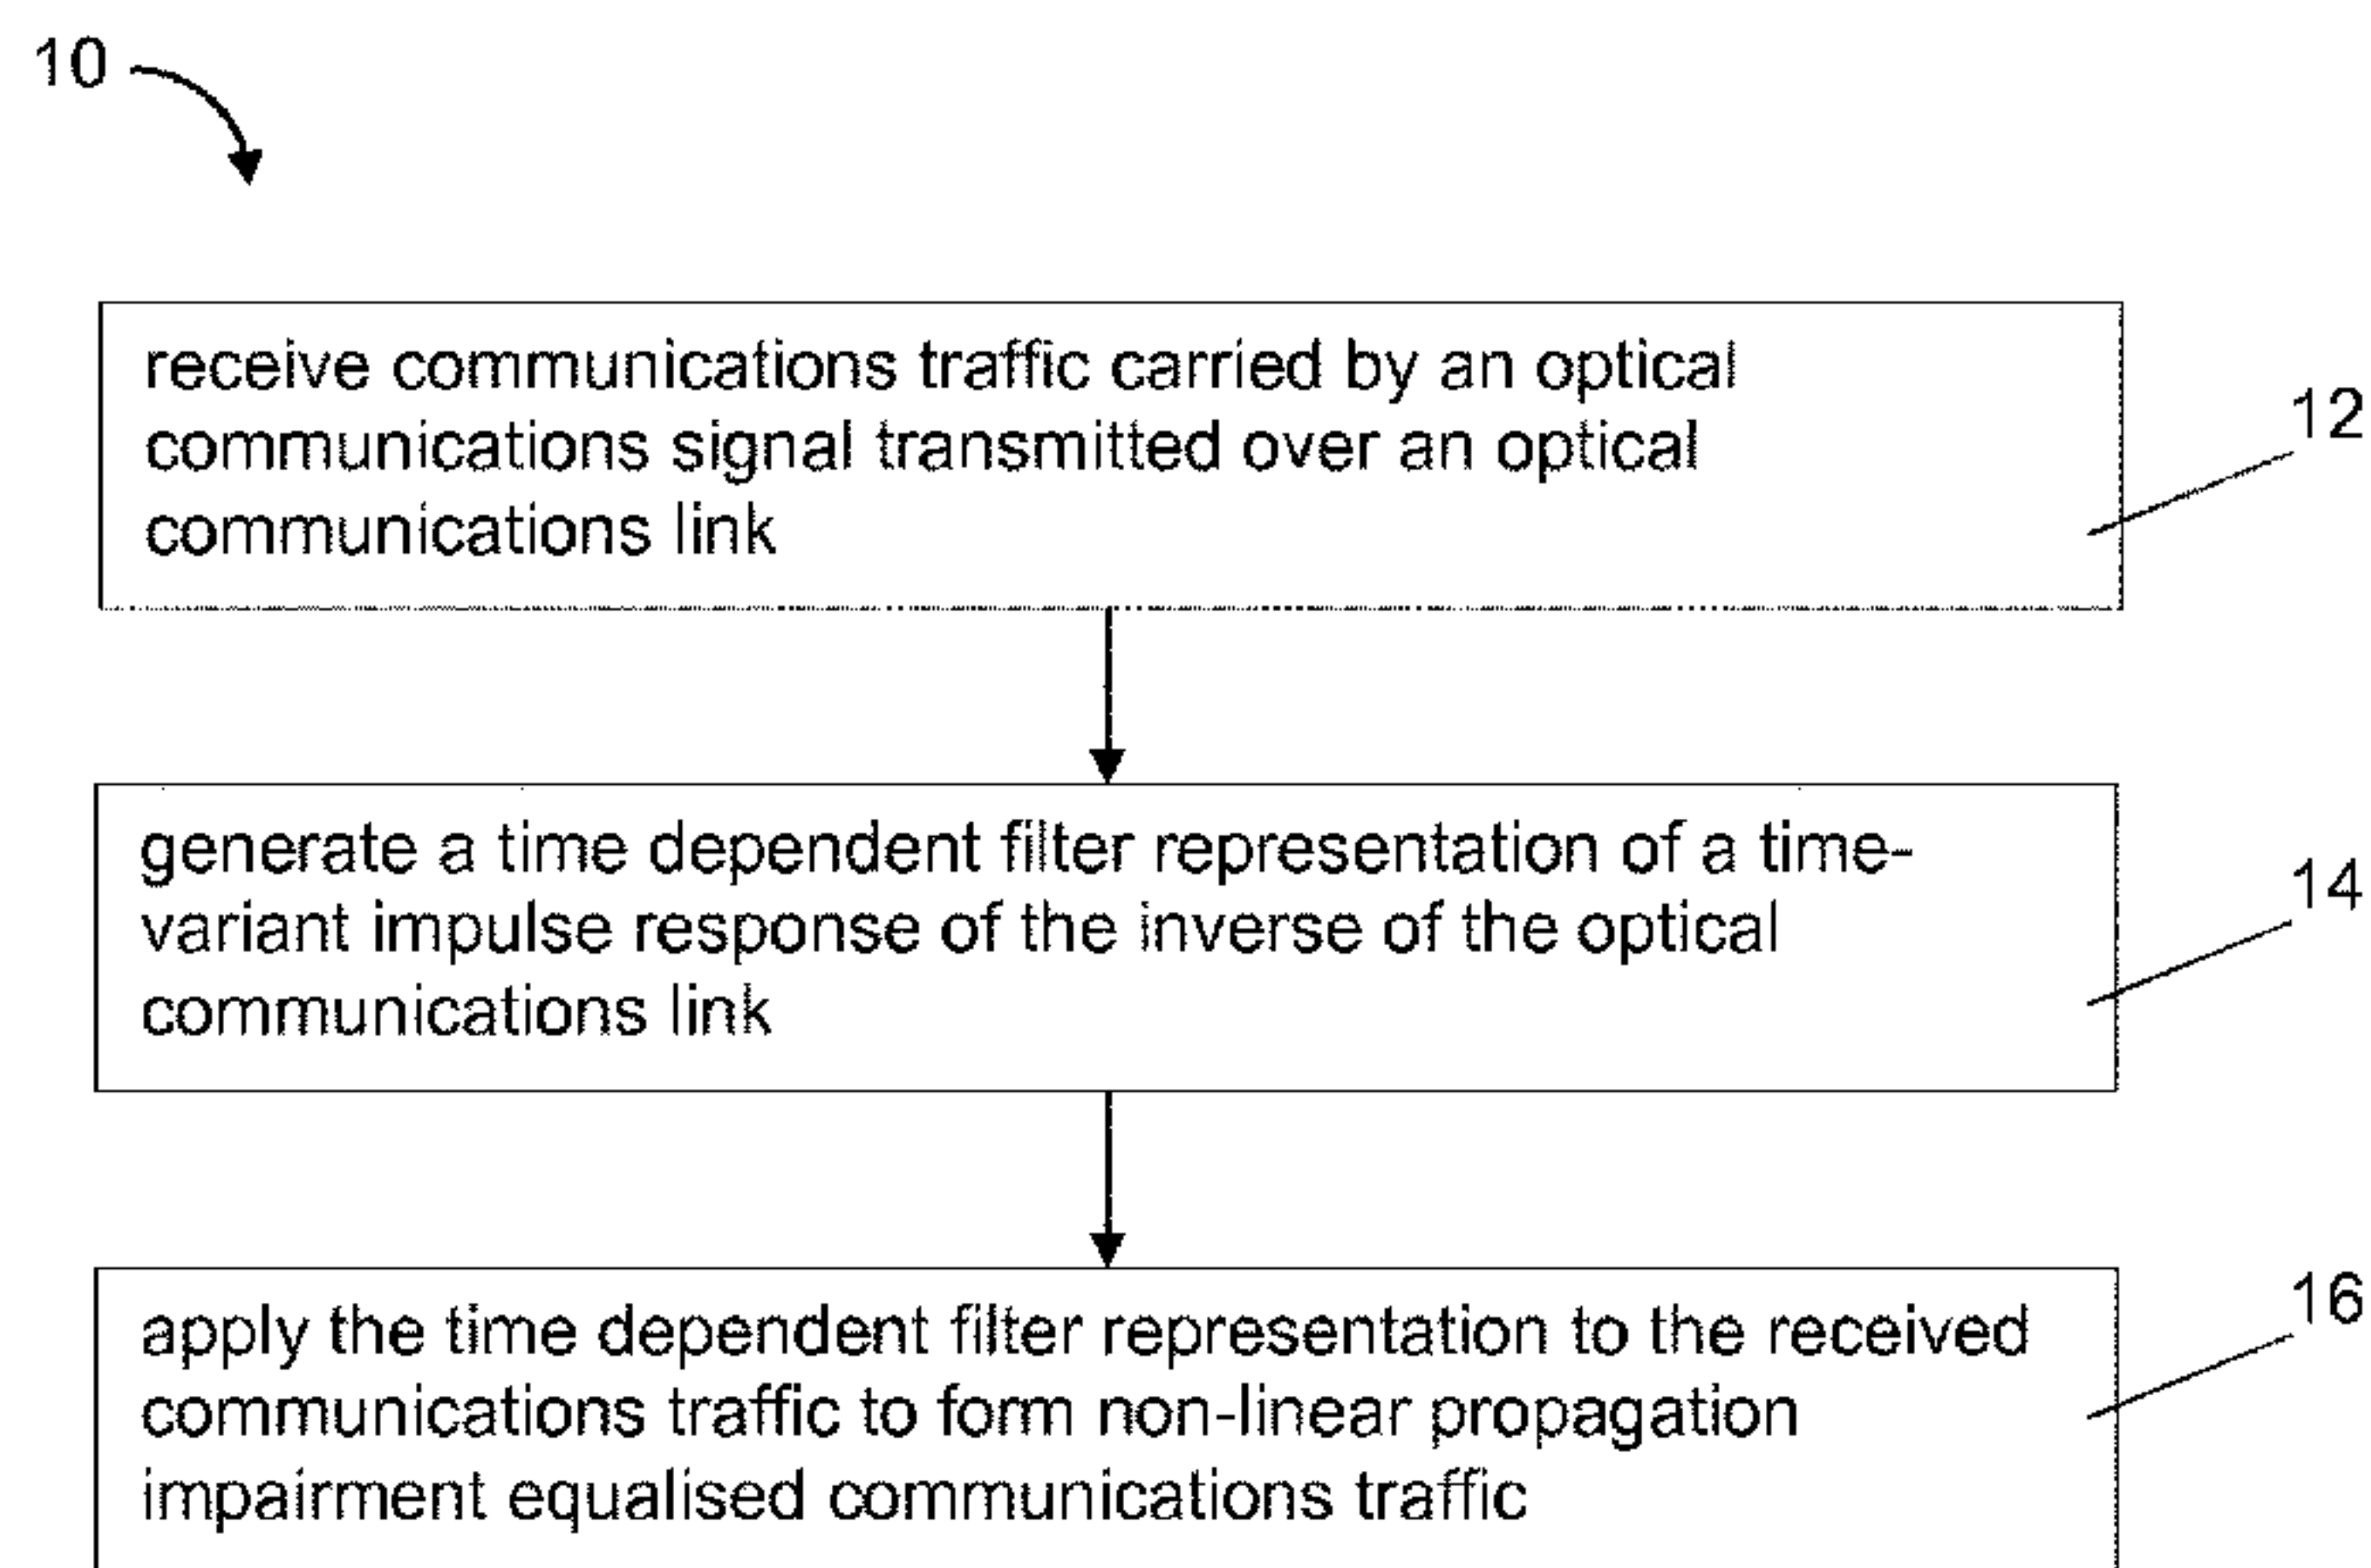 10
receive communications traffic carried by an optical
communications signal transmitted over an optical
communications link
12
generate a time dependent filter representation of a time-
variant impulse response of the inverse of the optical
communications link
14
apply the time dependent filter representation to the received
communications traffic to form non-linear propagation
impairment equalised communications traffic
16